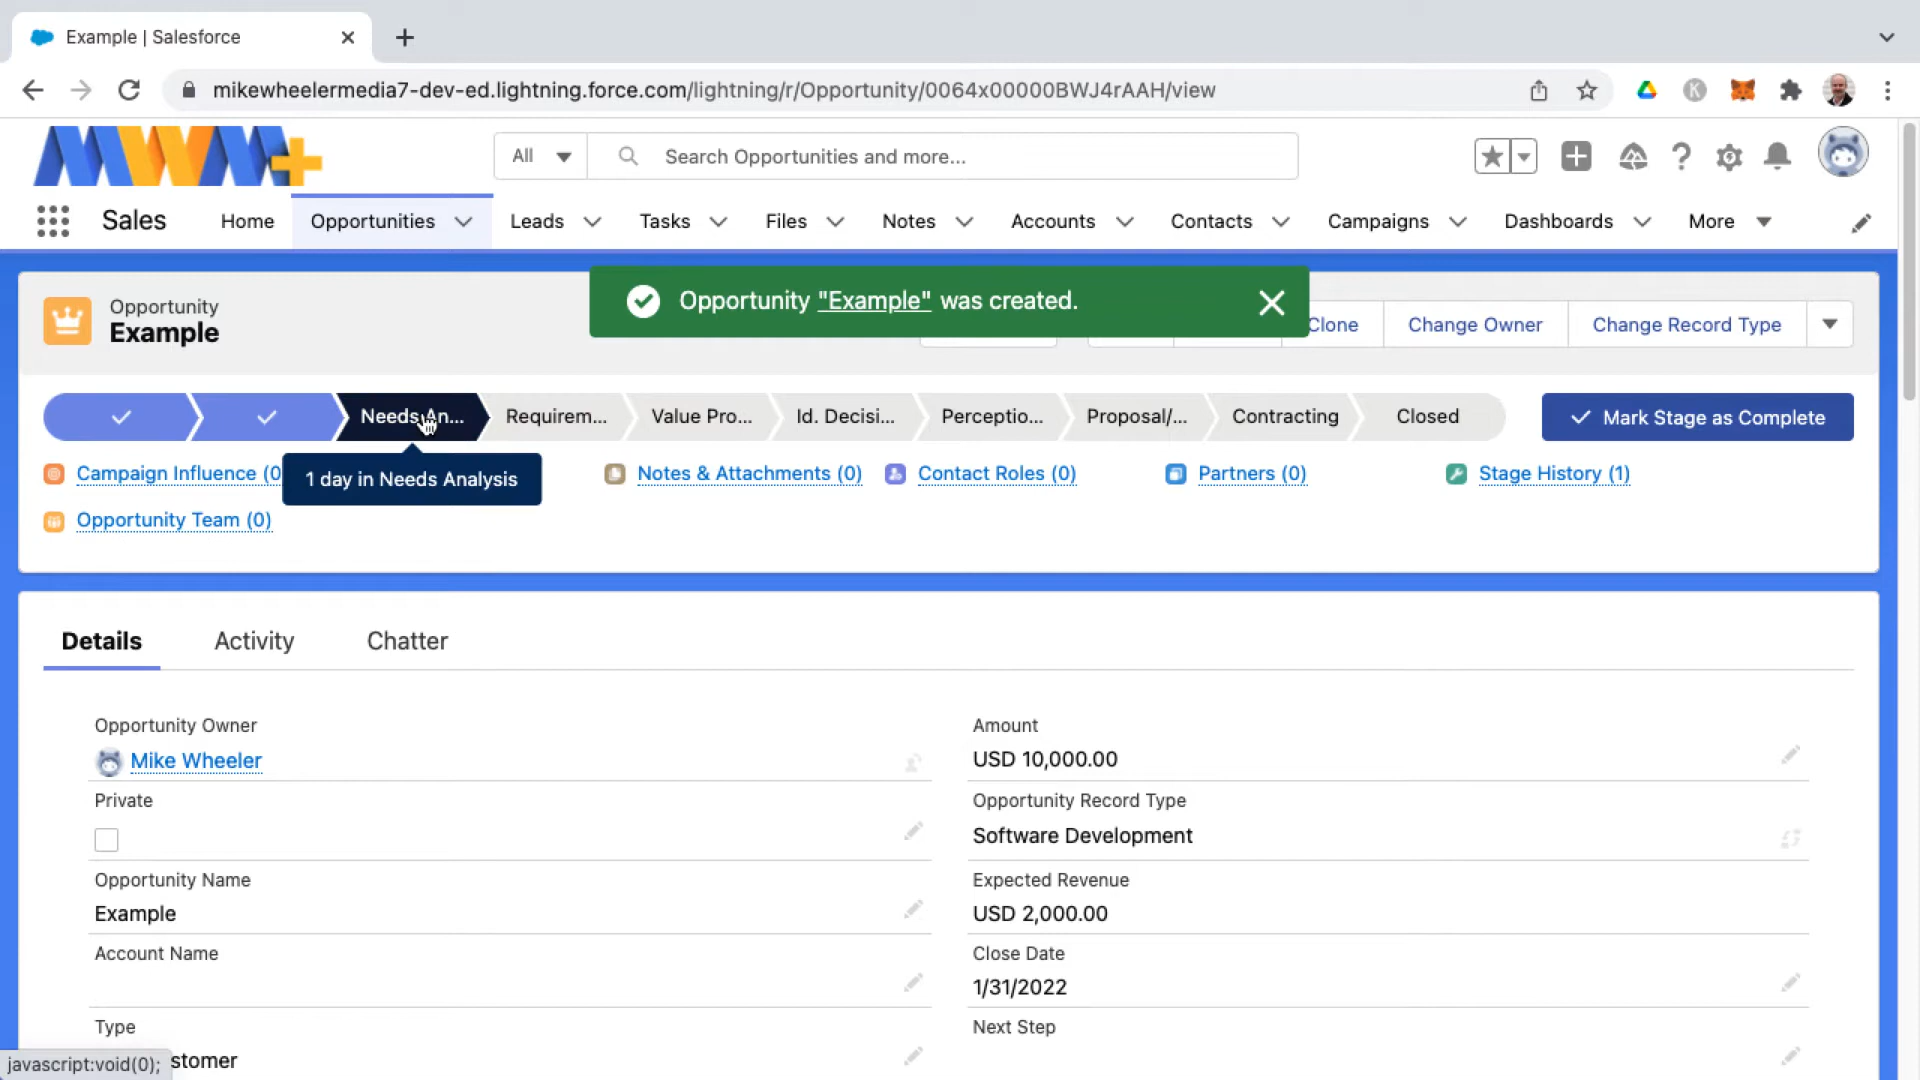 Example | Salesforce
mikewheelermedia7-dev-ed.lightning.force.com/lightning/r/Opportunity/0064x00000BWJ4rAAH/view
K
MWM+
All
Search Opportunities and more...
Sales
Home
Opportunities
Leads
Tasks
Files
Notes
Accounts
Contacts
Campaigns
Dashboards
More
Opportunity
Example
Opportunity "Example" was created.
Clone
Change Owner
Change Record Type
Needs An...
Requirem...
Value Pro...
Id. Decisi...
Perceptio...
Proposal/...
Contracting
Closed
Mark Stage as Complete
Campaign Influence (0
1 day in Needs Analysis
Notes & Attachments (0)
Contact Roles (0)
Partners (0)
Stage History (1)
Opportunity Team (0)
Details
Activity
Chatter
Opportunity Owner
Mike Wheeler
Amount
USD 10,000.00
Private
Opportunity Record Type
Software Development
Opportunity Name
Example
Expected Revenue
USD 2,000.00
Account Name
Close Date
1/31/2022
Type
stomer
Next Step
javascript:void(0);